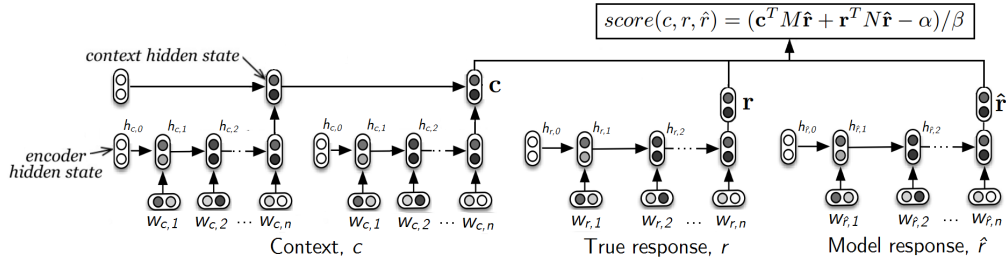 score(c, r, r̂) = (c^T M r̂ + r^T N r̂ − α)/β
context hidden state
c
r
r̂
h_{c,0} h_{c,1} h_{c,2} h_{c,0} h_{c,1} h_{c,2} h_{r,0} h_{r,1} h_{r,2} h_{r̂,0} h_{r̂,1} h_{r̂,2}
encoder
hidden state
... ... ... ...
w_{c,1} w_{c,2} ... w_{c,n} w_{c,1} w_{c,2} ... w_{c,n} w_{r,1} w_{r,2} ... w_{r,n} w_{r̂,1} w_{r̂,2} ... w_{r̂,n}
Context, c
True response, r
Model response, r̂